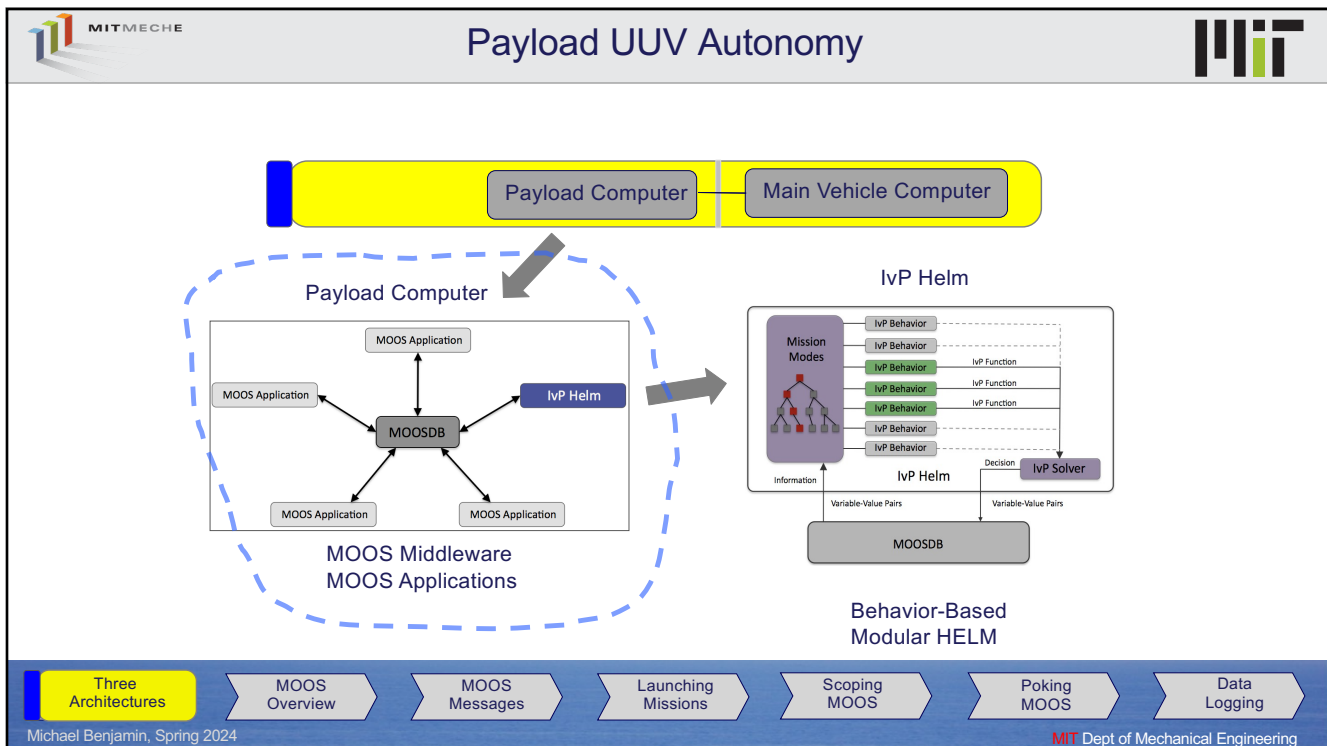 MITMECHE
Payload UUV Autonomy
MIT
Payload Computer
Main Vehicle Computer
Payload Computer
MOOS Application
MOOS Application
IvP Helm
MOOSDB
MOOS Application
MOOS Application
MOOS Middleware
MOOS Applications
IvP Helm
Mission
Modes
IvP Behavior
IvP Behavior
IvP Behavior
IvP Function
IvP Behavior
IvP Function
IvP Behavior
IvP Function
IvP Behavior
IvP Behavior
Decision
IvP Solver
IvP Helm
Information
Variable-Value Pairs
Variable-Value Pairs
MOOSDB
Behavior-Based
Modular HELM
Three
Architectures
MOOS
Overview
MOOS
Messages
Launching
Missions
Scoping
MOOS
Poking
MOOS
Data
Logging
Michael Benjamin, Spring 2024
MIT Dept of Mechanical Engineering